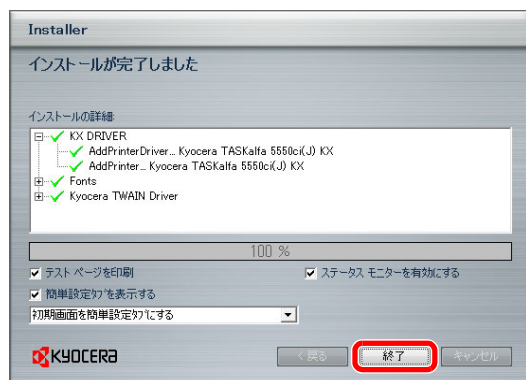 Installer
インストールが完了しました
インストールの詳細:
KX DRIVER
AddPrinterDriver... Kyocera TASKalfa 5550ci(J) KX
AddPrinter... Kyocera TASKalfa 5550ci(J) KX
Fonts
Kyocera TWAIN Driver
100 %
テスト ページを印刷
ステータス モニターを有効にする
簡単設定タブを表示する
初期画面を簡単設定タブにする
KYOCERA
< 戻る
終了
キャンセル